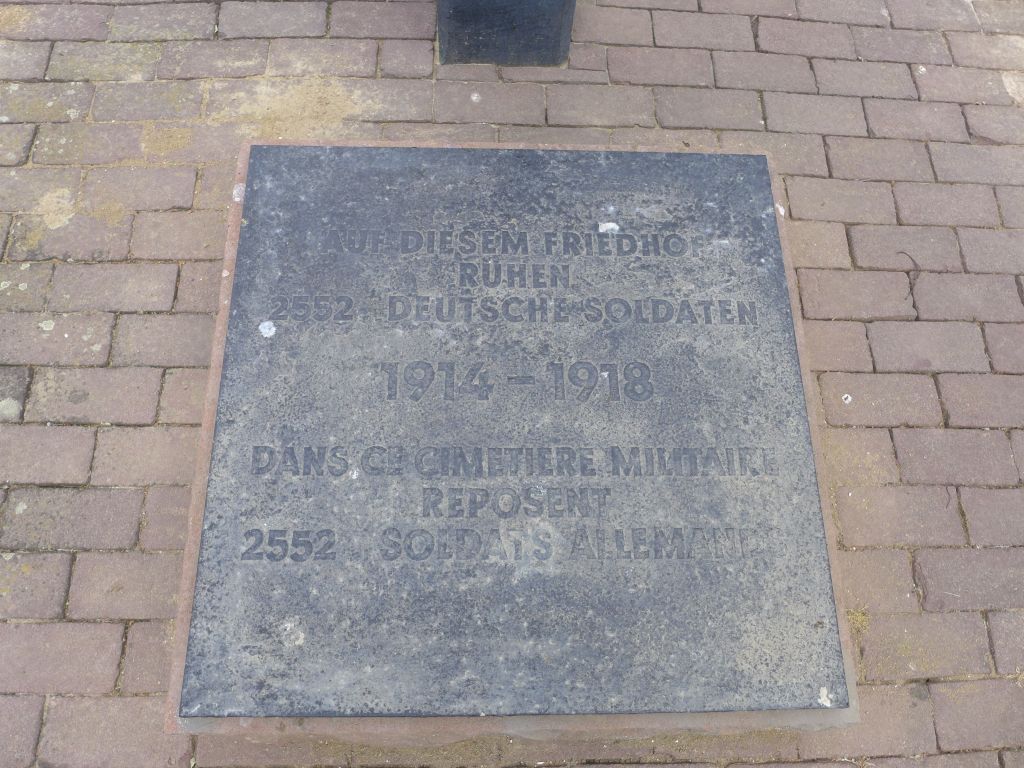 AUF DIESEM FRIEDHOF
RUHEN
2552 DEUTSCHE SOLDATEN
1914 – 1918
DANS CE CIMETIERE MILITAIRE
REPOSENT
2552 SOLDATS ALLEMANDS